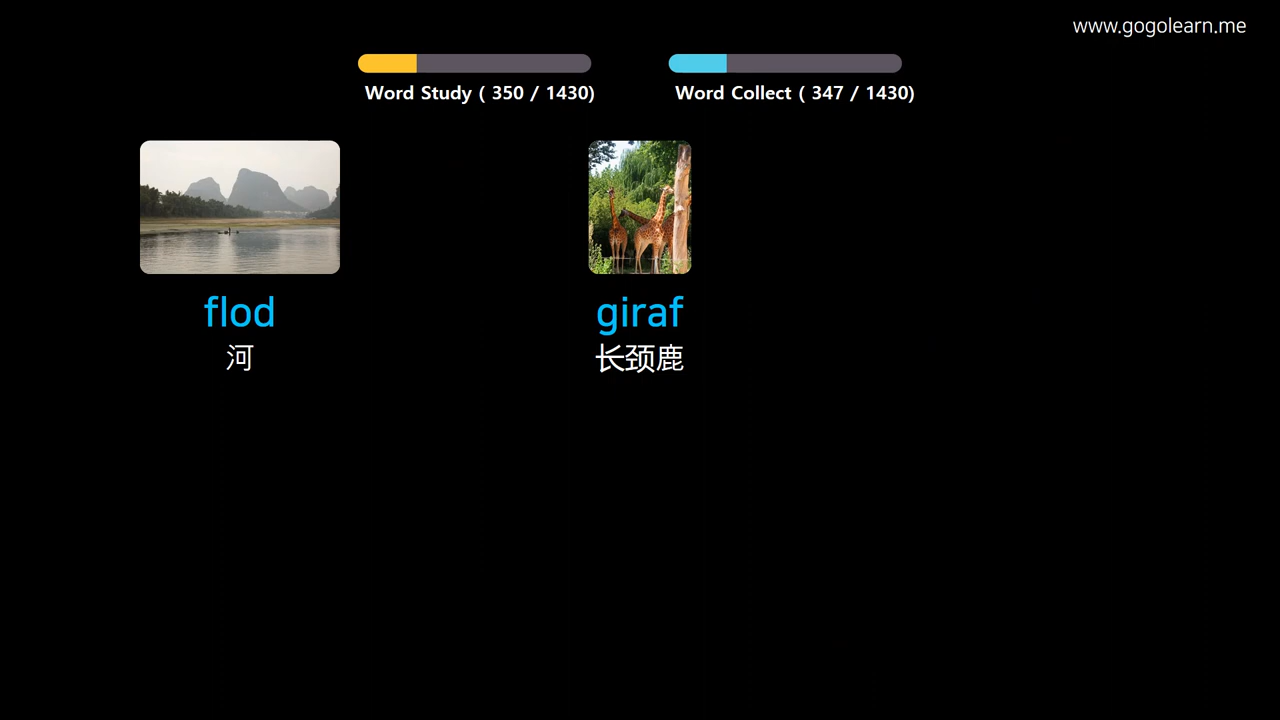 www.gogolearn.me
Word Study ( 350 / 1430)
Word Collect ( 347 / 1430)
flod
河
giraf
长颈鹿